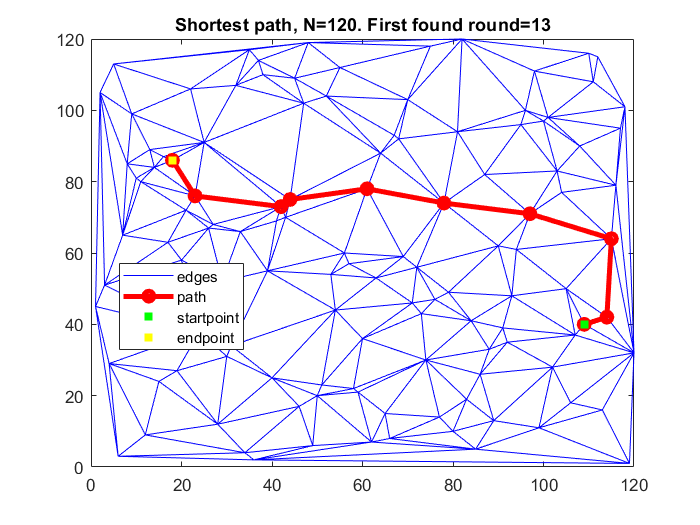 Shortest path, N=120. First found round=13
120
100
80
60
40
20
0
edges
path
startpoint
endpoint
0 20 40 60 80 100 120